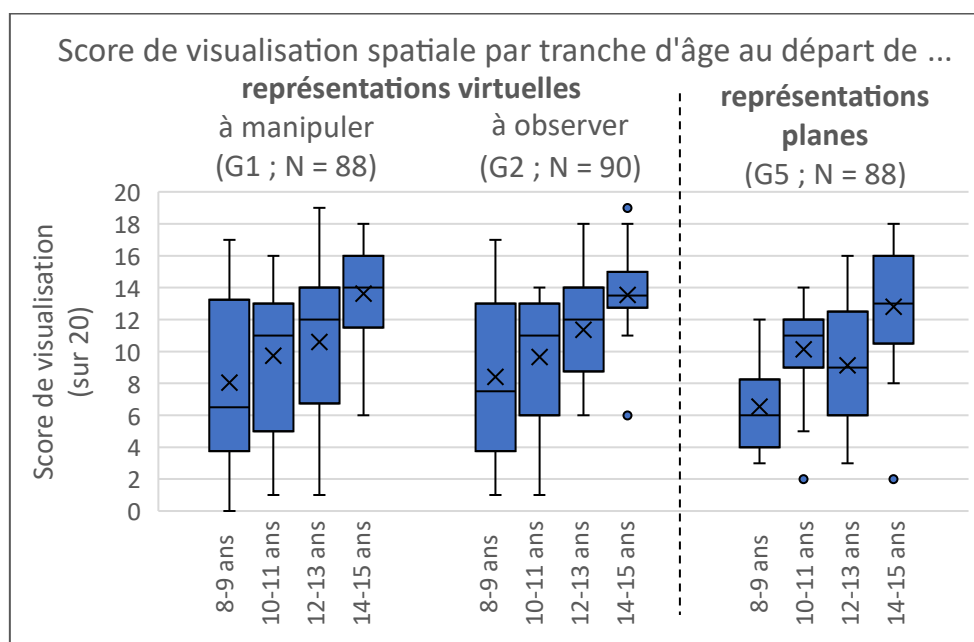 Score de visualisation spatiale par tranche d'âge au départ de ...
représentations virtuelles
à manipuler
(G1 ; N = 88)
à observer
(G2 ; N = 90)
représentations
planes
(G5 ; N = 88)
Score de visualisation
(sur 20)
20
18
16
14
12
10
8
6
4
2
0
8-9 ans
10-11 ans
12-13 ans
14-15 ans
8-9 ans
10-11 ans
12-13 ans
14-15 ans
8-9 ans
10-11 ans
12-13 ans
14-15 ans